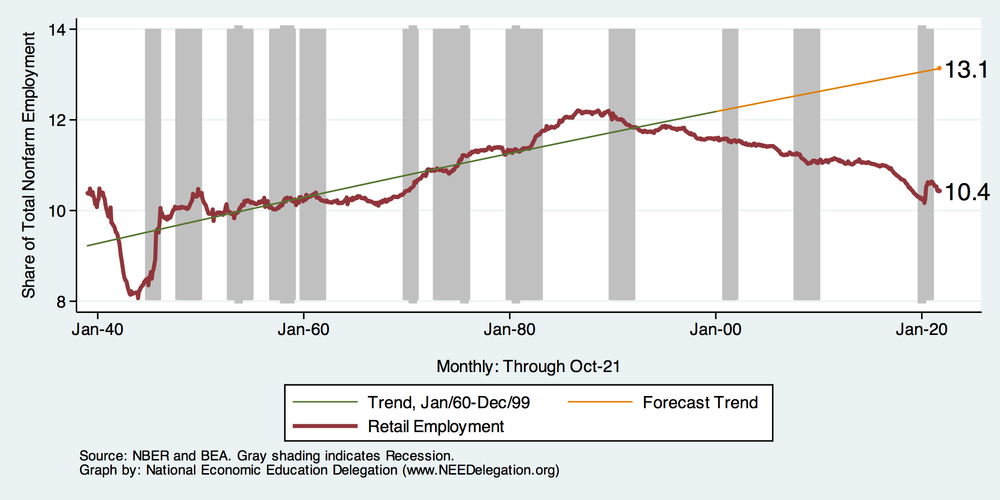 Share of Total Nonfarm Employment
14
12
10
8
13.1
10.4
Jan-40 Jan-60 Jan-80 Jan-00 Jan-20
Monthly: Through Oct-21
Trend, Jan/60-Dec/99 Forecast Trend
Retail Employment
Source: NBER and BEA. Gray shading indicates Recession.
Graph by: National Economic Education Delegation (www.NEEDelegation.org)